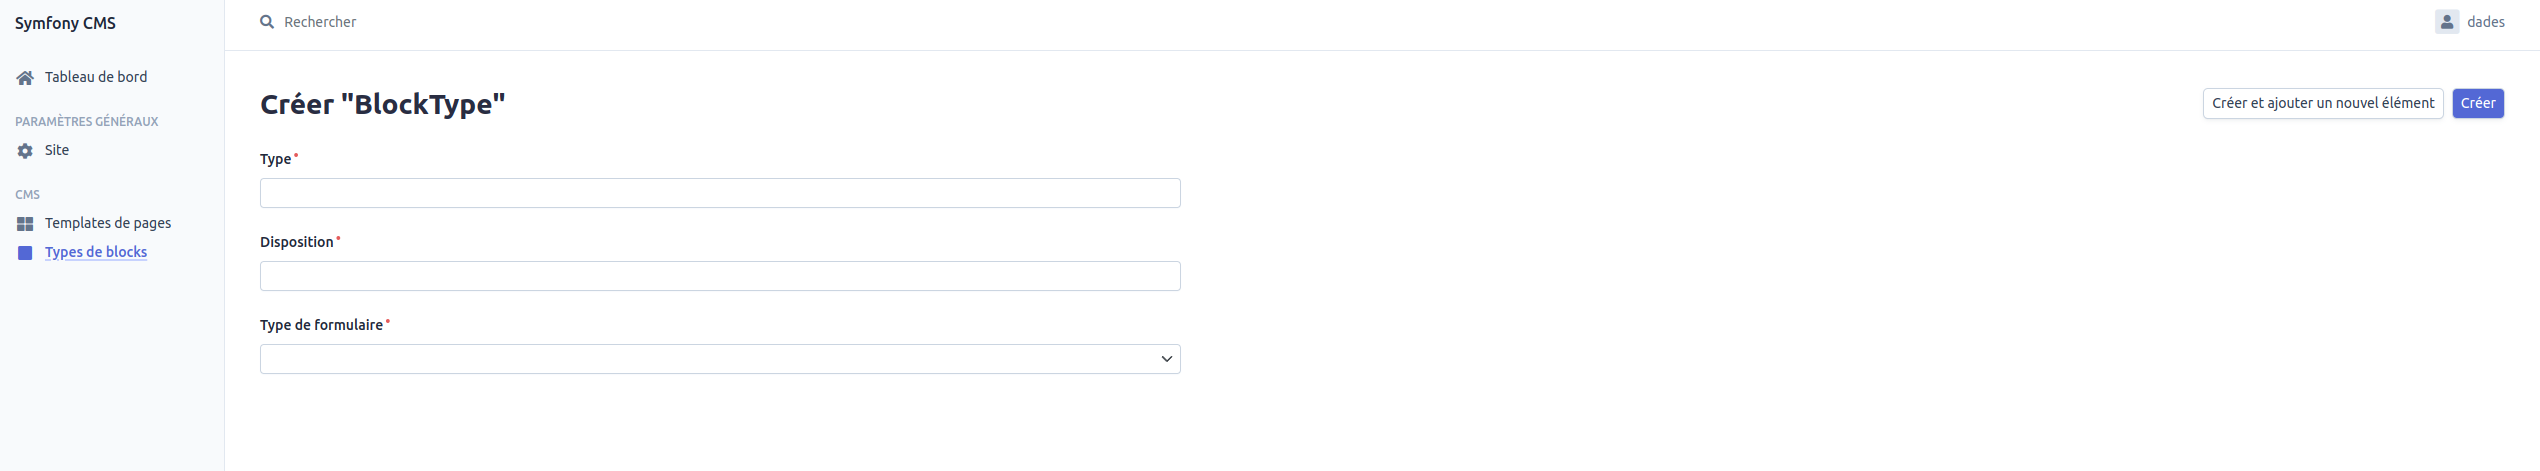 Symfony CMS
Rechercher
dades
Tableau de bord
PARAMÈTRES GÉNÉRAUX
Site
CMS
Templates de pages
Types de blocks
Créer "BlockType"
Créer et ajouter un nouvel élément
Créer
Type
Disposition
Type de formulaire